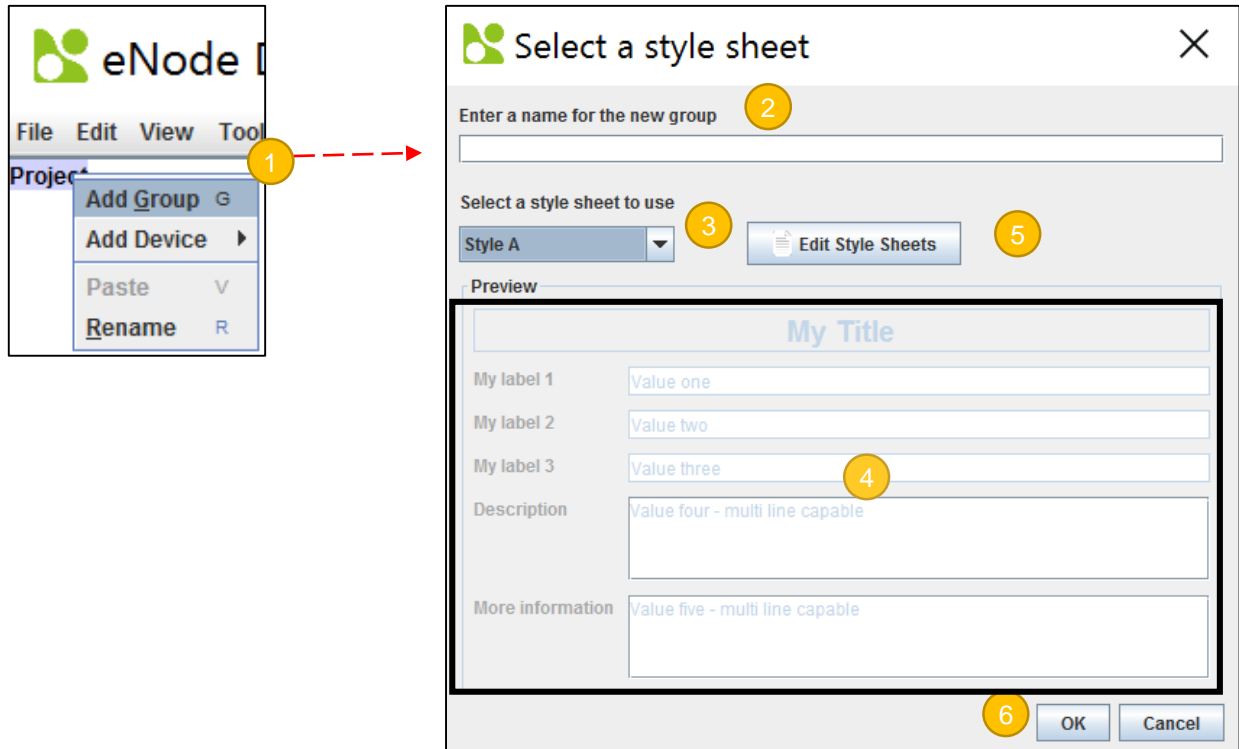 eNode D
File Edit View Tool
1
Project
Add Group G
Add Device
Paste V
Rename R
Select a style sheet
Enter a name for the new group
2
Select a style sheet to use
3
Style A
Edit Style Sheets
5
Preview
My Title
My label 1 Value one
My label 2 Value two
My label 3 Value three
4
Description Value four - multi line capable
More information Value five - multi line capable
6
OK Cancel